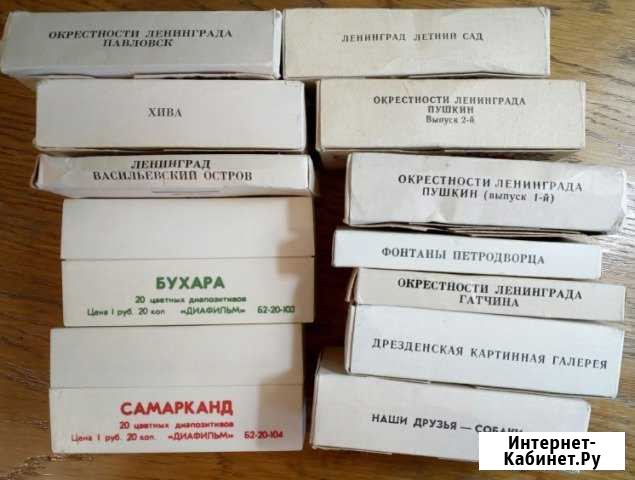 ОКРЕСТНОСТИ ЛЕНИНГРАДА
ПАВЛОВСК
ХИВА
ЛЕНИНГРАД
ВАСИЛЬЕВСКИЙ ОСТРОВ
БУХАРА
20 цветных диапозитивов
Цена 1 руб. 20 коп «ДИАФИЛЬМ» Б2-20-103
САМАРКАНД
20 цветных диапозитивов
Цена 1 руб. 20 коп. «ДИАФИЛЬМ» Б2-20-104
ЛЕНИНГРАД ЛЕТНИЙ САД
ОКРЕСТНОСТИ ЛЕНИНГРАДА
ПУШКИН
Выпуск 2-й
ОКРЕСТНОСТИ ЛЕНИНГРАДА
ПУШКИН (выпуск 1-й)
ФОНТАНЫ ПЕТРОДВОРЦА
ОКРЕСТНОСТИ ЛЕНИНГРАДА
ГАТЧИНА
ДРЕЗДЕНСКАЯ КАРТИННАЯ ГАЛЕРЕЯ
НАШИ ДРУЗЬЯ — СОБАКИ
Интернет-
Кабинет.Ру